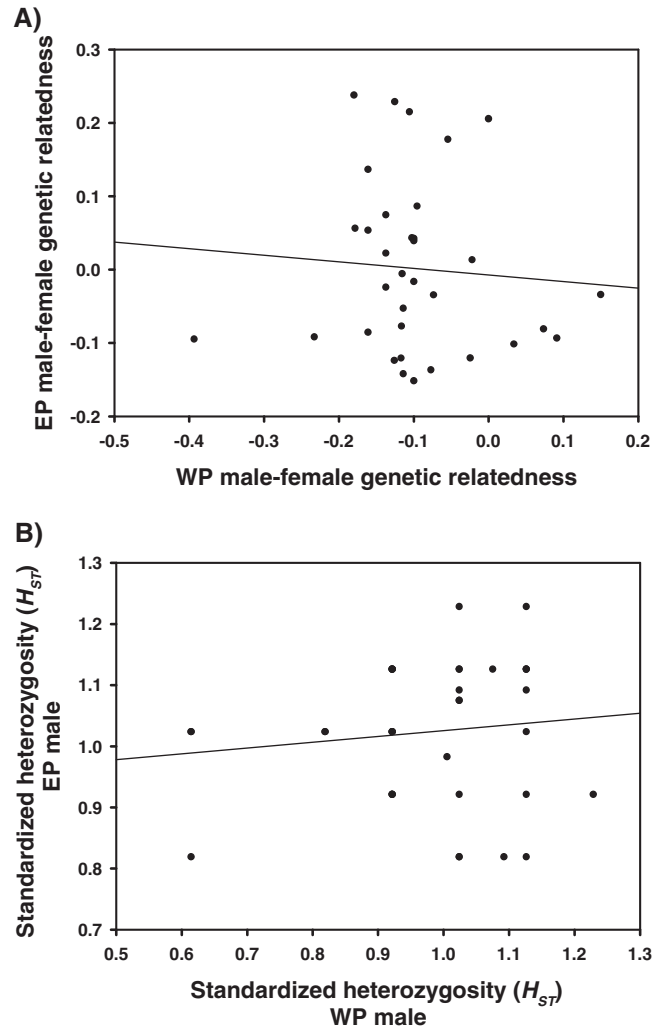 A)
EP male-female genetic relatedness
0.3
0.2
0.1
0.0
-0.1
-0.2
-0.5 -0.4 -0.3 -0.2 -0.1 0.0 0.1 0.2
WP male-female genetic relatedness
B)
Standardized heterozygosity (HST)
EP male
1.3
1.2
1.1
1.0
0.9
0.8
0.7
0.5 0.6 0.7 0.8 0.9 1.0 1.1 1.2 1.3
Standardized heterozygosity (HST)
WP male